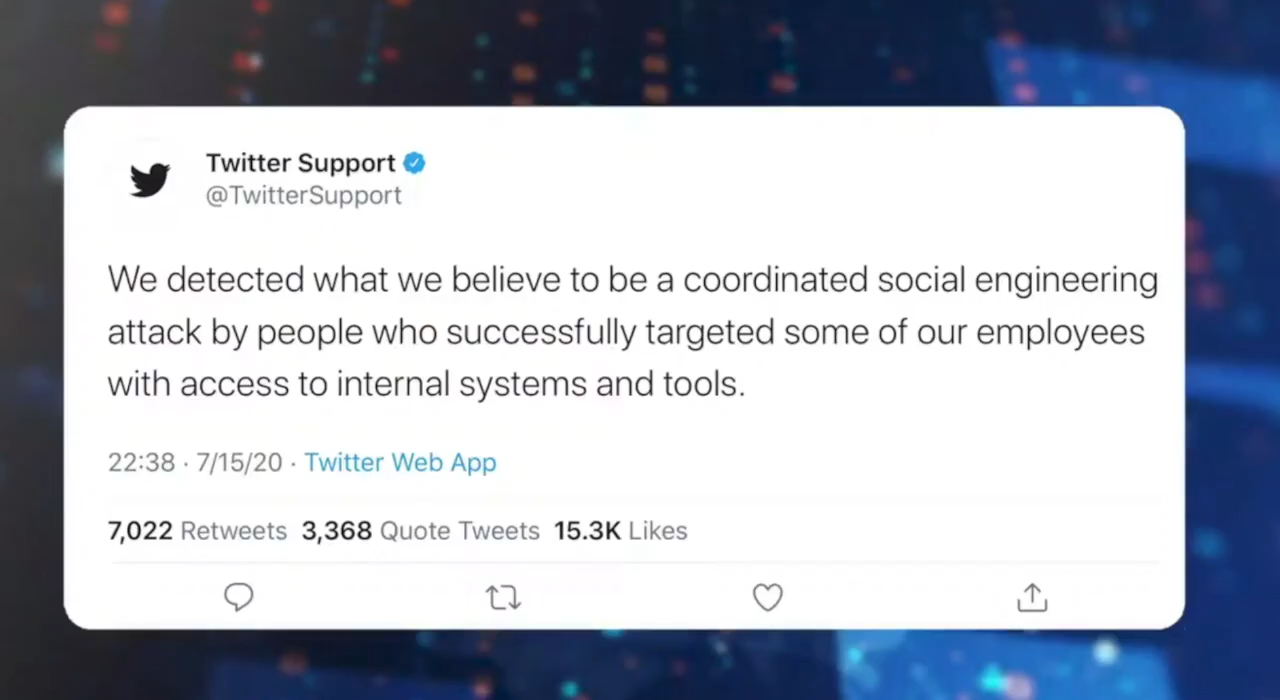 Twitter Support
@TwitterSupport
We detected what we believe to be a coordinated social engineering
attack by people who successfully targeted some of our employees
with access to internal systems and tools.
22:38 · 7/15/20 · Twitter Web App
7,022 Retweets 3,368 Quote Tweets 15.3K Likes